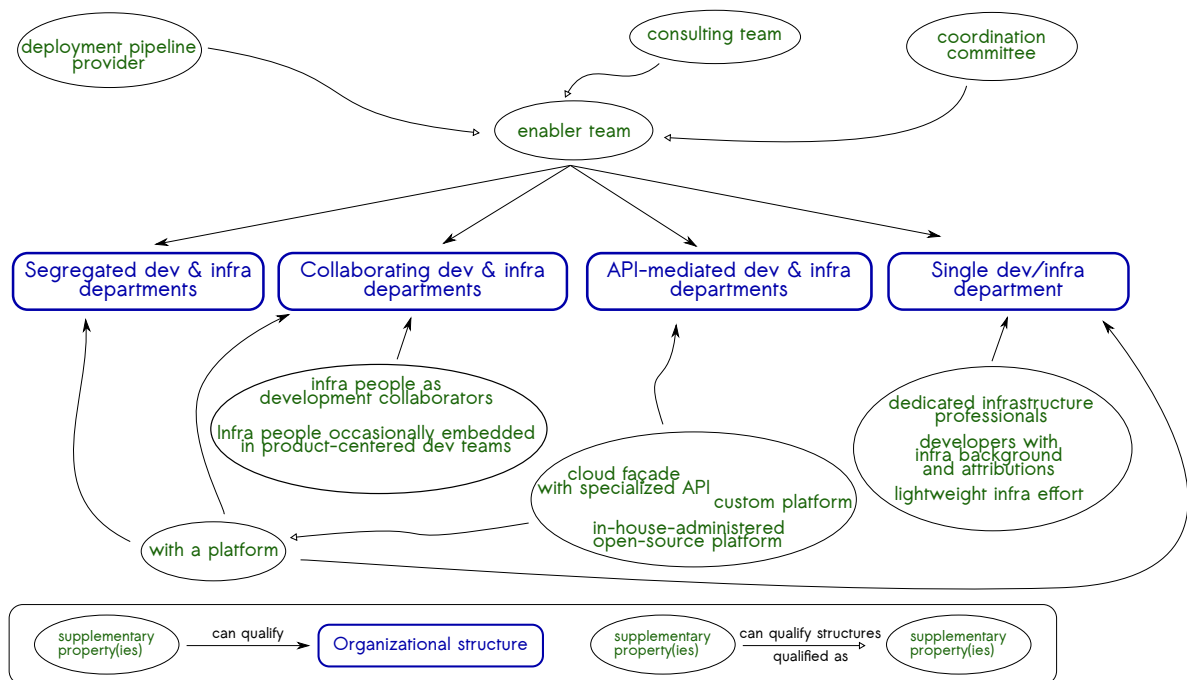 deployment pipeline
provider
consulting team
coordination
committee
enabler team
Segregated dev & infra
departments
Collaborating dev & infra
departments
API-mediated dev & infra
departments
Single dev/infra
department
infra people as
development collaborators
Infra people occasionally embedded
in product-centered dev teams
cloud façade
with specialized API
custom platform
in-house-administered
open-source platform
dedicated infrastructure
professionals
developers with
infra background
and attributions
lightweight infra effort
with a platform
supplementary
property(ies)
can qualify
Organizational structure
supplementary
property(ies)
can qualify structures
qualified as
supplementary
property(ies)